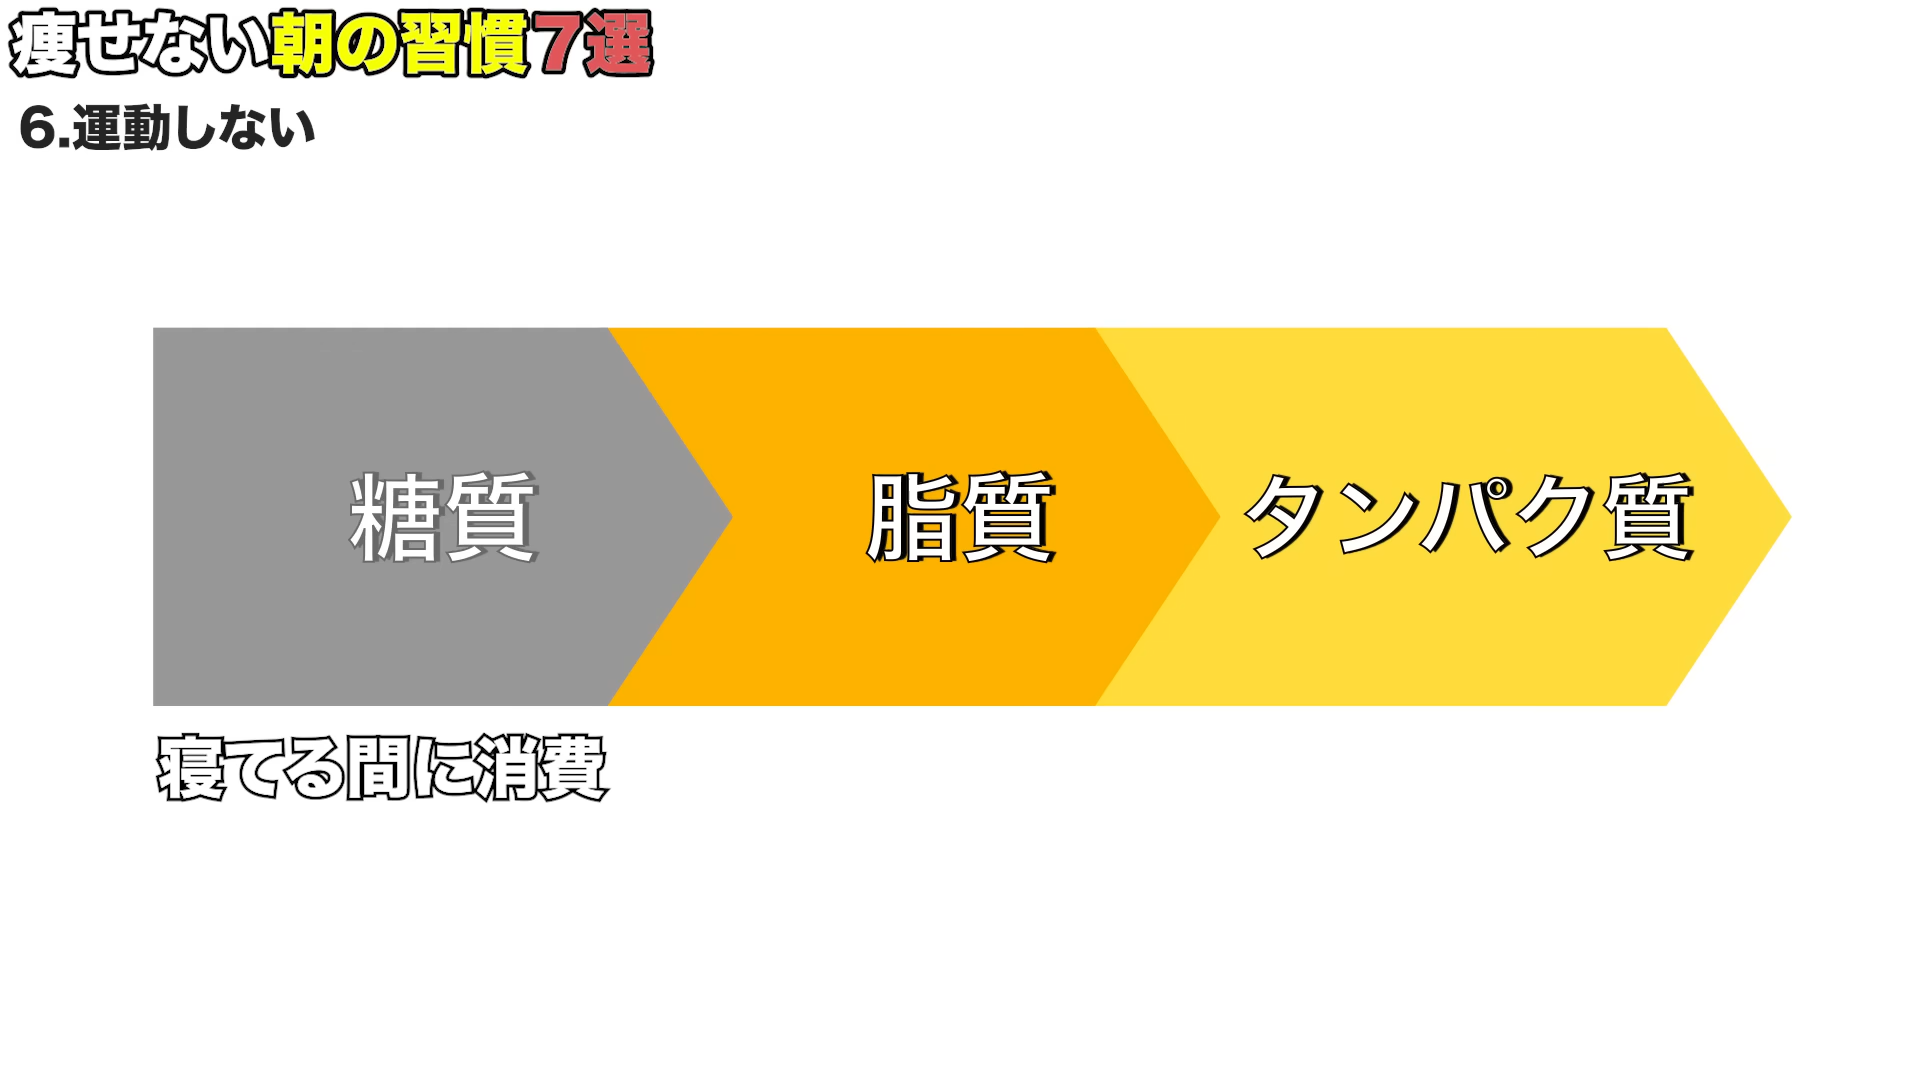 痩せない朝の習慣7選
6.運動しない
糖質
脂質
タンパク質
寝てる間に消費